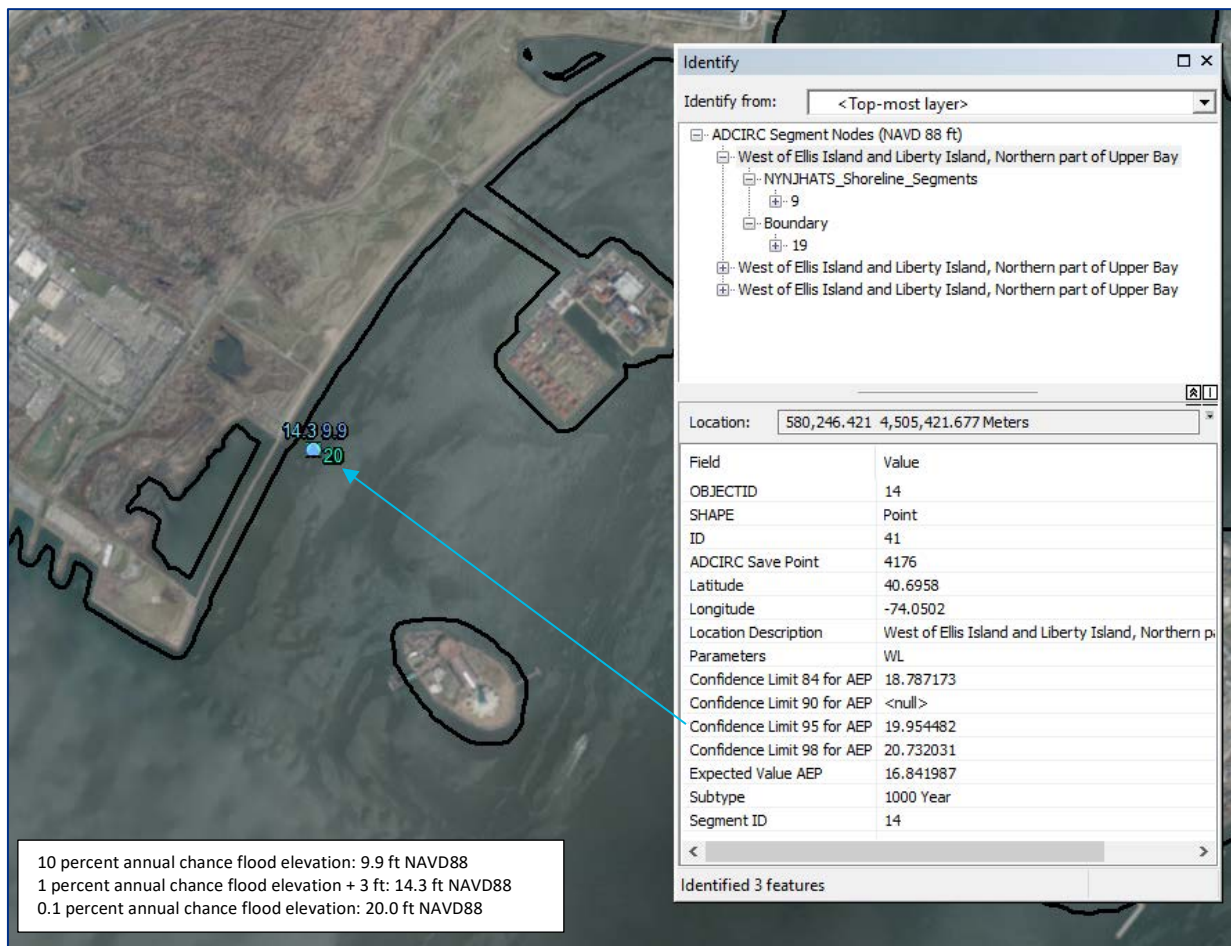 Identify
Identify from: <Top-most layer>
ADCIRC Segment Nodes (NAVD 88 ft)
West of Ellis Island and Liberty Island, Northern part of Upper Bay
NYNJHATS_Shoreline_Segments
9
Boundary
19
West of Ellis Island and Liberty Island, Northern part of Upper Bay
West of Ellis Island and Liberty Island, Northern part of Upper Bay
Location: 580,246.421 4,505,421.677 Meters
Field Value
OBJECTID 14
SHAPE Point
ID 41
ADCIRC Save Point 4176
Latitude 40.6958
Longitude -74.0502
Location Description West of Ellis Island and Liberty Island, Northern p
Parameters WL
Confidence Limit 84 for AEP 18.787173
Confidence Limit 90 for AEP <null>
Confidence Limit 95 for AEP 19.954482
Confidence Limit 98 for AEP 20.732031
Expected Value AEP 16.841987
Subtype 1000 Year
Segment ID 14
Identified 3 features
14.3 9.9
20
10 percent annual chance flood elevation: 9.9 ft NAVD88
1 percent annual chance flood elevation + 3 ft: 14.3 ft NAVD88
0.1 percent annual chance flood elevation: 20.0 ft NAVD88